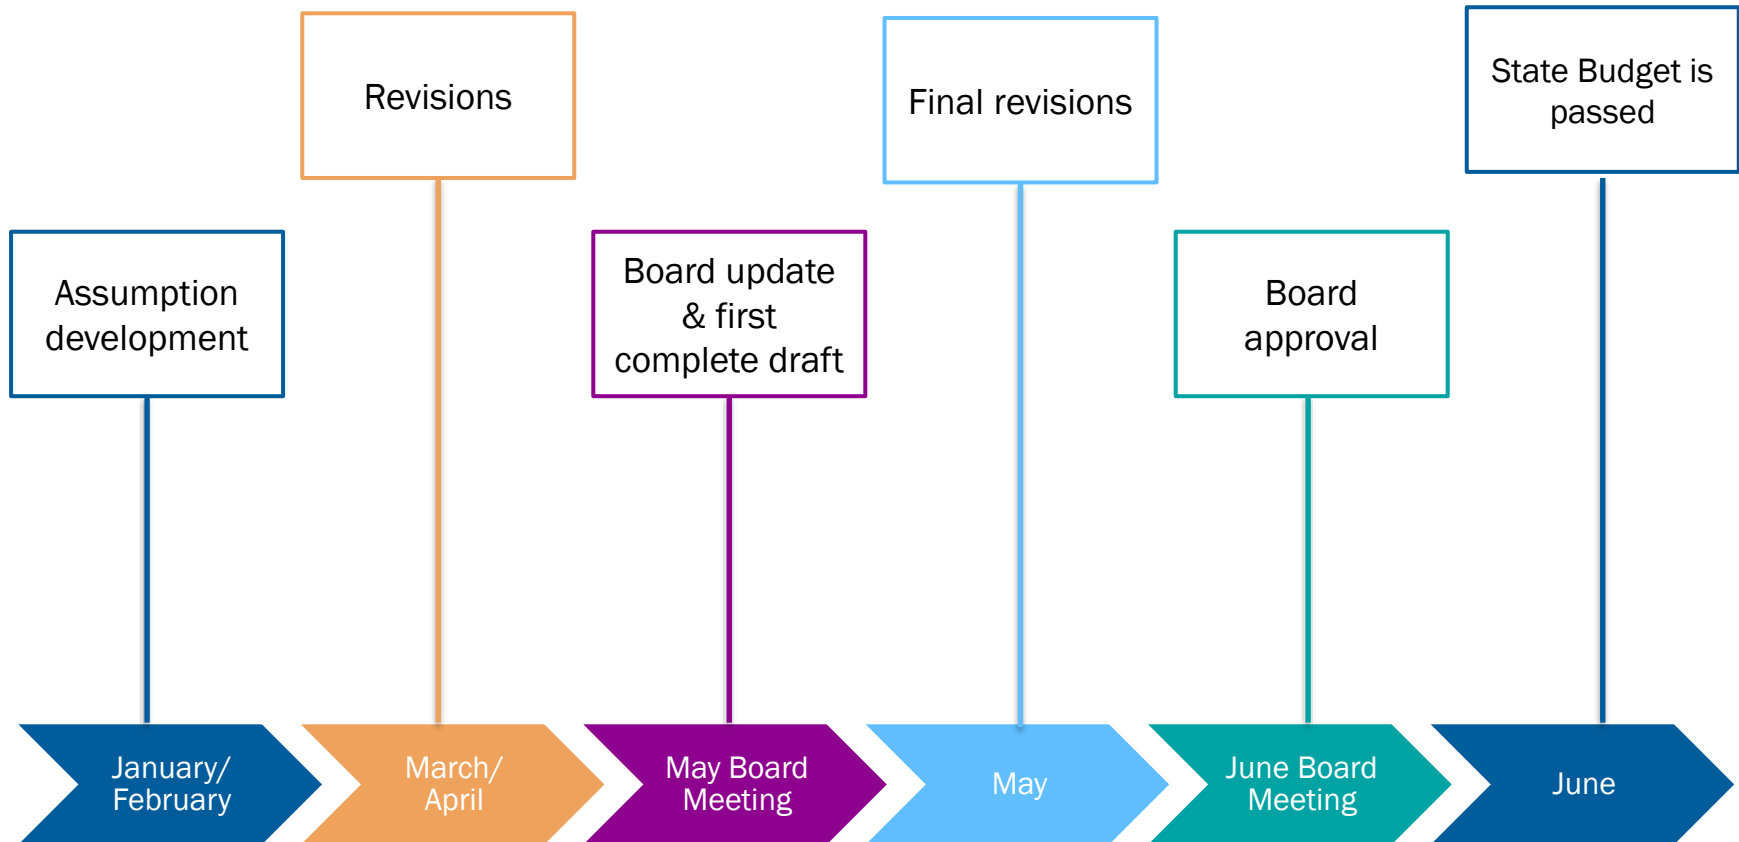 Revisions
Final revisions
State Budget is
passed
Assumption
development
Board update
& first
complete draft
Board
approval
January/
February
March/
April
May Board
Meeting
May
June Board
Meeting
June